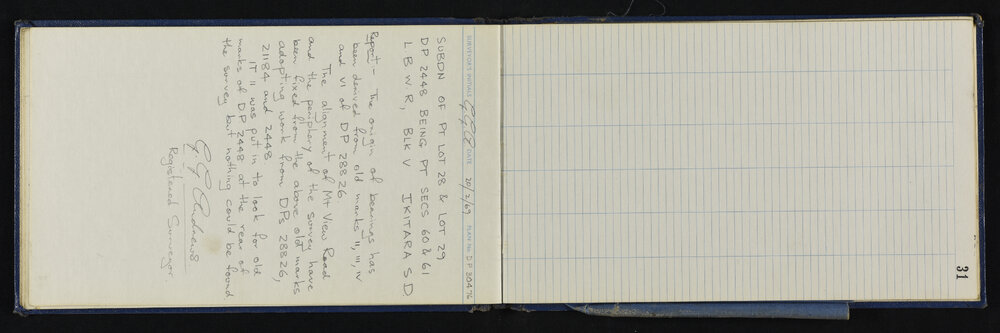 SURVEYOR'S INITIALS GGA DATE 20/2/69 PLAN No. DP 30476
SUBDN OF PT LOT 28 & LOT 29
DP 2448 BEING PT SECS 60 & 61
L B W R, BLK V IKITARA S D
Report - The origin of bearings has
been derived from old marks II, III, IV
and VI of DP 28826.
The alignment of Mt View Road
and the periphery of the survey have
been fixed from the above old marks
adopting work from DPs 28826,
21184 and 2448
IT II was put in to look for old
marks of DP 2448 at the rear of
the survey but nothing could be found
G G Andrews
Registered Surveyor
31